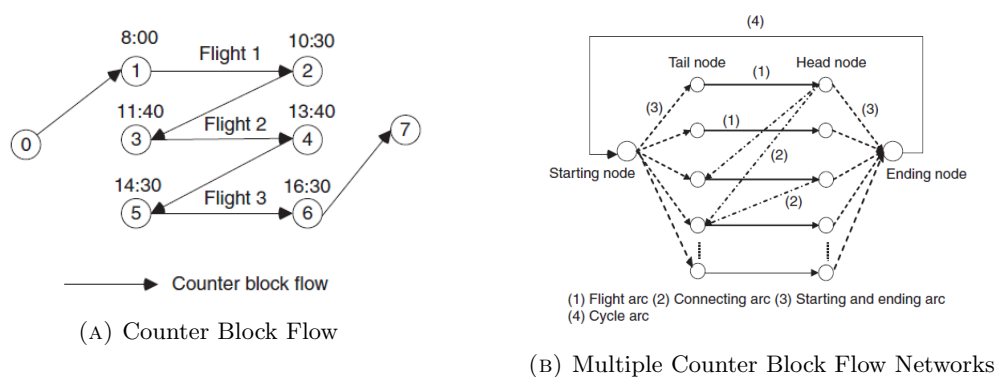 8:00
10:30
Flight 1
1
2
11:40
13:40
Flight 2
0
3
4
7
14:30
16:30
Flight 3
5
6
Counter block flow
(A) Counter Block Flow
(4)
Tail node
(1)
Head node
(3)
(3)
(1)
(2)
Starting node
Ending node
(2)
(1) Flight arc (2) Connecting arc (3) Starting and ending arc
(4) Cycle arc
(B) Multiple Counter Block Flow Networks